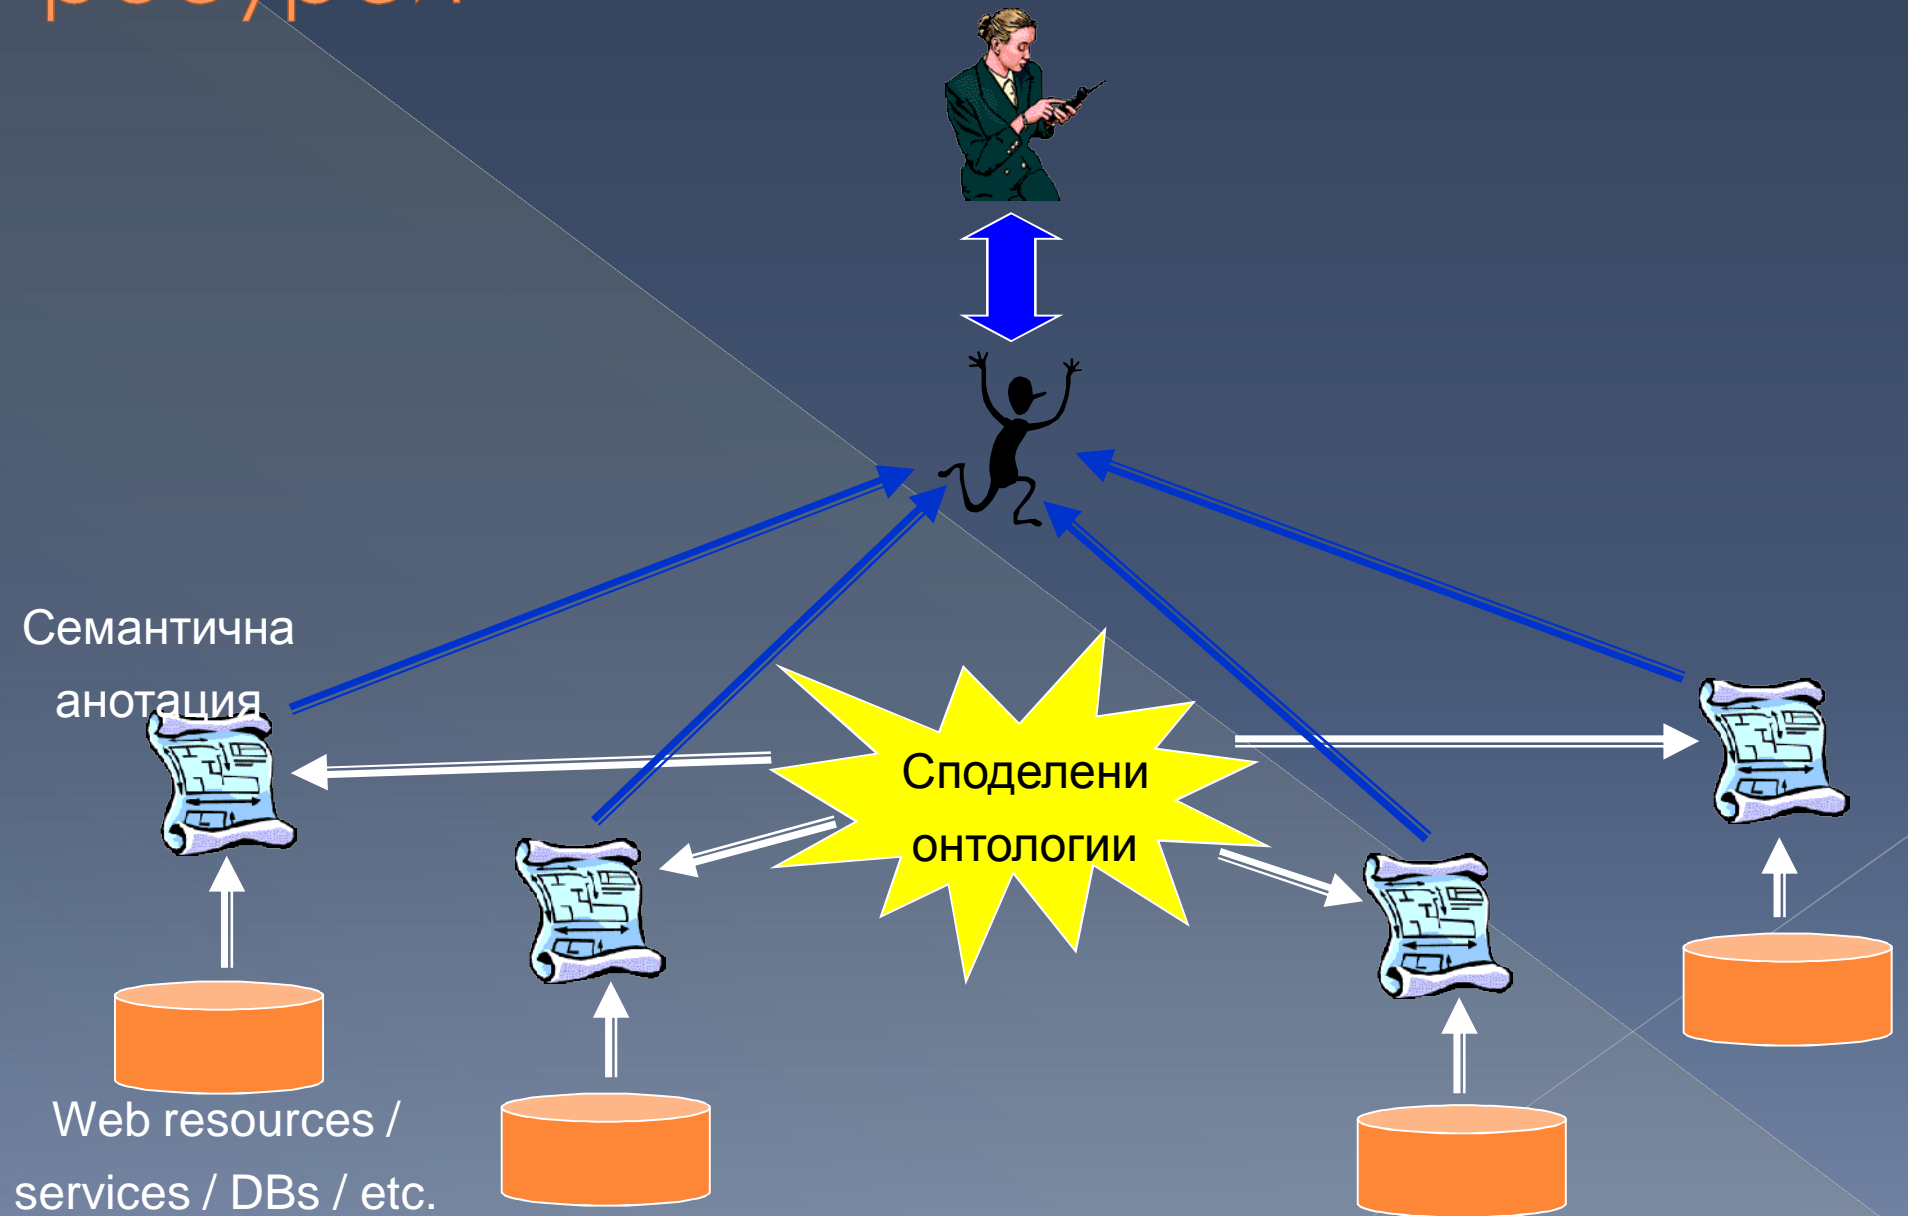 Семантична
анотация
Споделени
онтологии
Web resources /
services / DBs / etc.